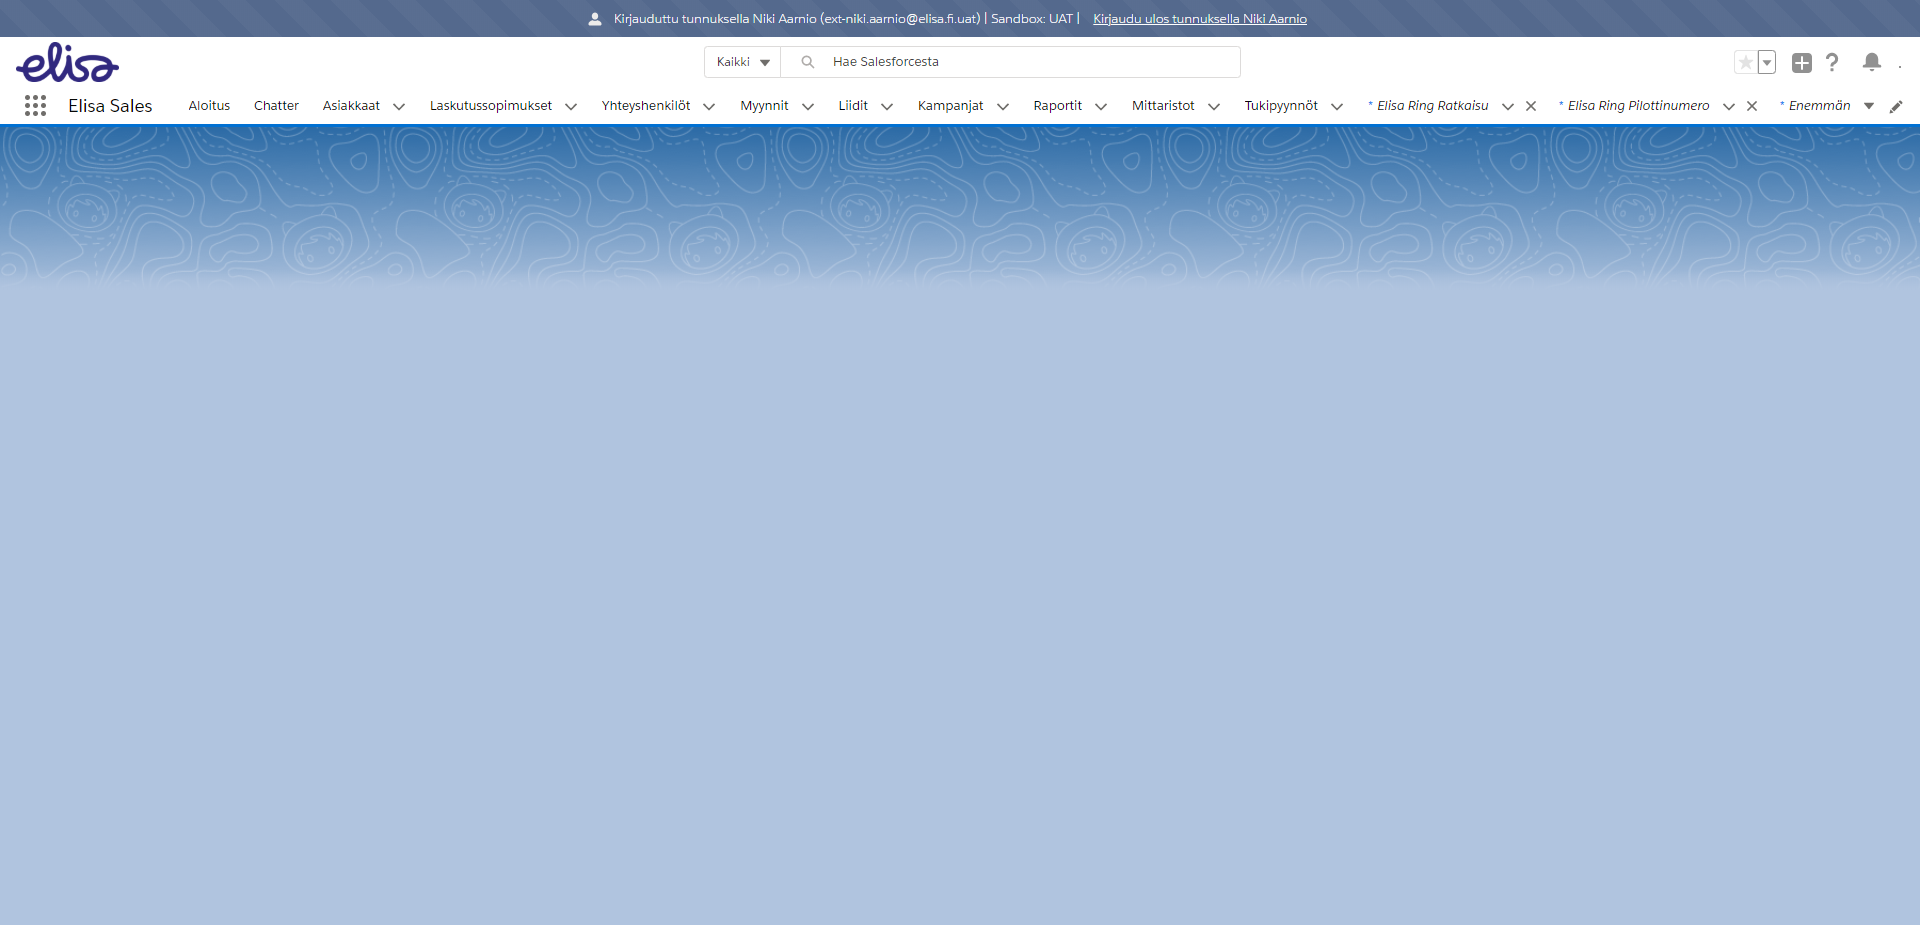 Kirjauduttu tunnuksella Niki Aarnio (ext-niki.aarnio@elisa.fi.uat) | Sandbox: UAT | Kirjaudu ulos tunnuksella Niki Aarnio
elisa
Kaikki Hae Salesforcesta
Elisa Sales Aloitus Chatter Asiakkaat Laskutussopimukset Yhteyshenkilöt Myynnit Liidit Kampanjat Raportit Mittaristot Tukipyynnöt * Elisa Ring Ratkaisu * Elisa Ring Pilottinumero * Enemmän